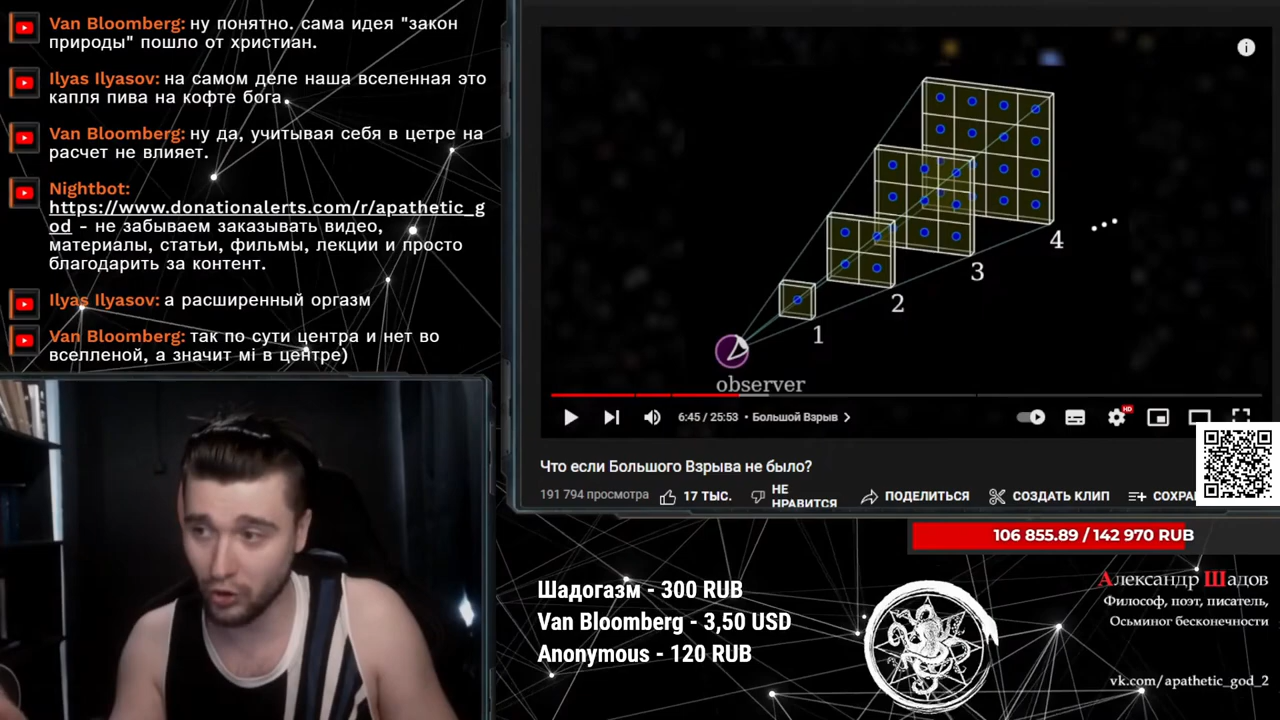 Van Bloomberg: ну понятно. сама идея "закон
природы" пошло от христиан.
Ilyas Ilyasov: на самом деле наша вселенная это
капля пива на кофте бога.
Van Bloomberg: ну да, учитывая себя в цетре на
расчет не влияет.
Nightbot:
https://www.donationalerts.com/r/apathetic_g
od - не забываем заказывать видео,
материалы, статьи, фильмы, лекции и просто
благодарить за контент.
Ilyas Ilyasov: а расширенный оргазм
Van Bloomberg: так по сути центра и нет во
вселленой, а значит мі в центре)
1
2
3
4
observer
6:45 / 25:53 • Большой Взрыв
HD
Что если Большого Взрыва не было?
191 794 просмотра
17 ТЫС.
НЕ
НРАВИТСЯ
ПОДЕЛИТЬСЯ
СОЗДАТЬ КЛИП
СОХРАН
106 855.89 / 142 970 RUB
Шадогазм - 300 RUB
Van Bloomberg - 3,50 USD
Anonymous - 120 RUB
Александр Шадов
Философ, поэт, писатель,
Осьминог бесконечности
vk.com/apathetic_god_2